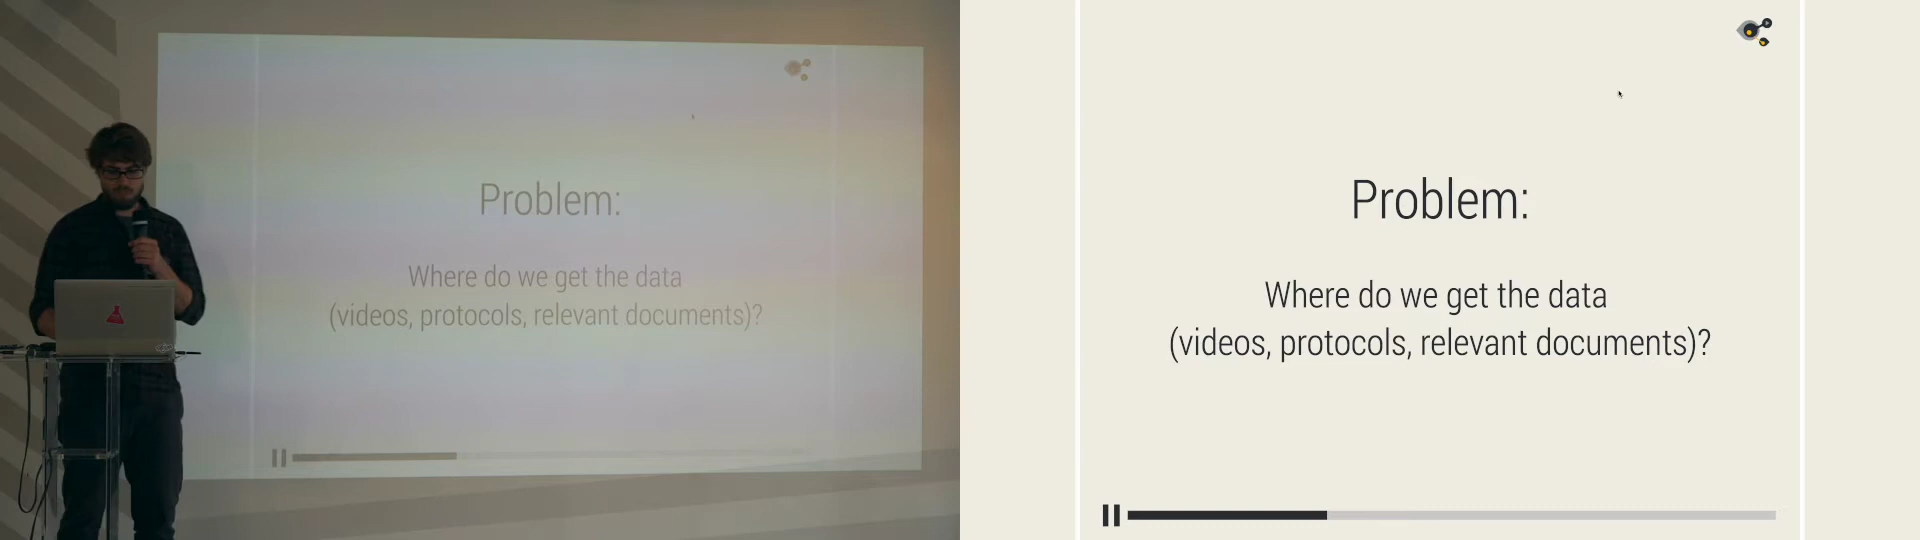 Problem:
Where do we get the data
(videos, protocols, relevant documents)?
Problem:
Where do we get the data
(videos, protocols, relevant documents)?